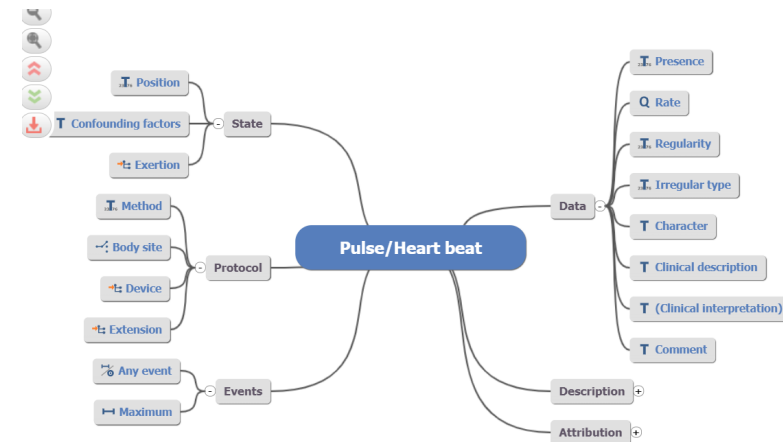 Position
T Confounding factors
Exertion
State
Method
Body site
Device
Extension
Protocol
Any event
Maximum
Events
Pulse/Heart beat
Data
Presence
Q Rate
Regularity
Irregular type
T Character
T Clinical description
T (Clinical interpretation)
T Comment
Description
Attribution